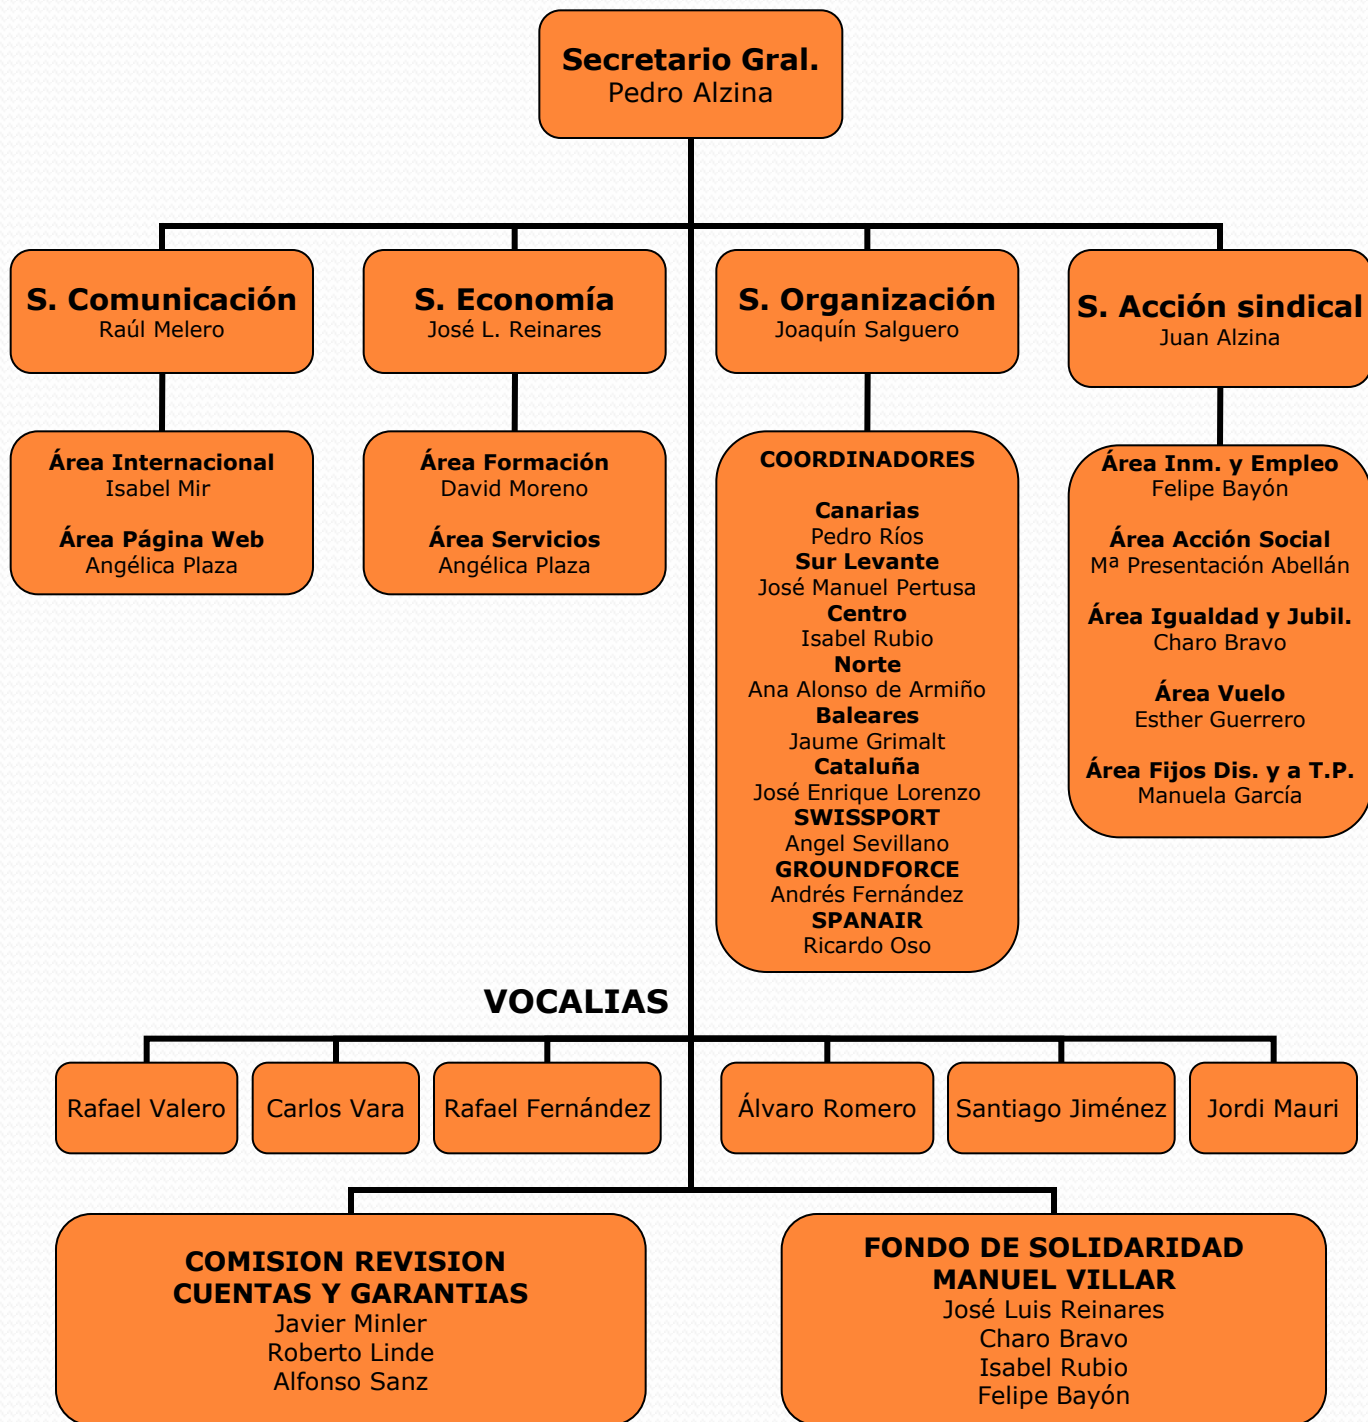 Secretario Gral.
Pedro Alzina
S. Comunicación
Raúl Melero
S. Economía
José L. Reinares
S. Organización
Joaquín Salguero
S. Acción sindical
Juan Alzina
Área Internacional
Isabel Mir
Área Página Web
Angélica Plaza
Área Formación
David Moreno
Área Servicios
Angélica Plaza
COORDINADORES
Canarias
Pedro Ríos
Sur Levante
José Manuel Pertusa
Centro
Isabel Rubio
Norte
Ana Alonso de Armiño
Baleares
Jaume Grimalt
Cataluña
José Enrique Lorenzo
SWISSPORT
Angel Sevillano
GROUNDFORCE
Andrés Fernández
SPANAIR
Ricardo Oso
Área Inm. y Empleo
Felipe Bayón
Área Acción Social
Mª Presentación Abellán
Área Igualdad y Jubil.
Charo Bravo
Área Vuelo
Esther Guerrero
Área Fijos Dis. y a T.P.
Manuela García
VOCALIAS
Rafael Valero
Carlos Vara
Rafael Fernández
Álvaro Romero
Santiago Jiménez
Jordi Mauri
COMISION REVISION
CUENTAS Y GARANTIAS
Javier Minler
Roberto Linde
Alfonso Sanz
FONDO DE SOLIDARIDAD
MANUEL VILLAR
José Luis Reinares
Charo Bravo
Isabel Rubio
Felipe Bayón